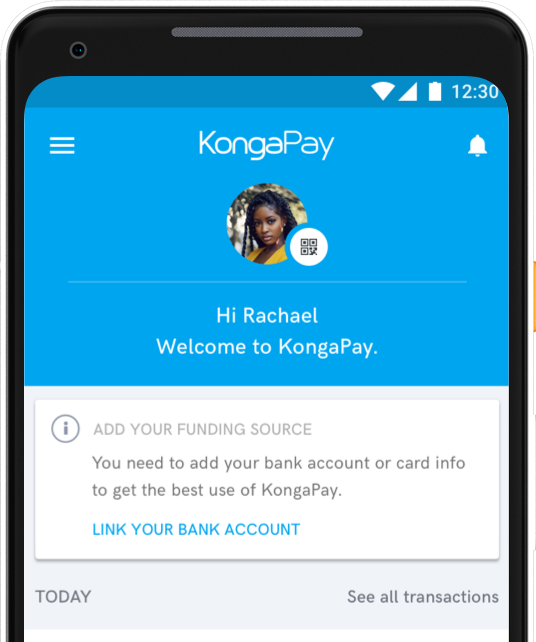 12:30
KongaPay
Hi Rachael
Welcome to KongaPay.
ADD YOUR FUNDING SOURCE
You need to add your bank account or card info
to get the best use of KongaPay.
LINK YOUR BANK ACCOUNT
TODAY See all transactions